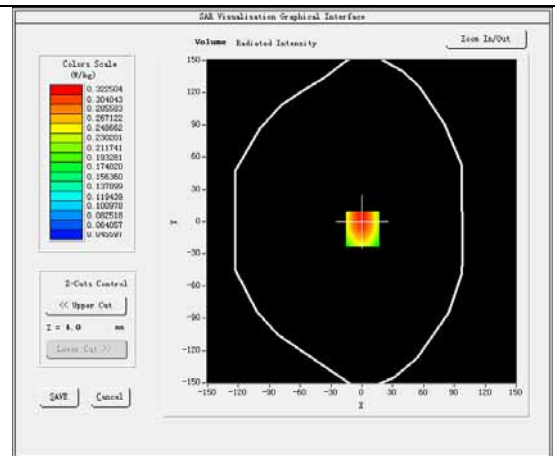 SAR Visualisation Graphical Interface
Volume Radiated Intensity
Zoom In/Out
Colors Scale
(W/kg)
0.322504
0.304043
0.285583
0.267122
0.248662
0.230201
0.211741
0.193281
0.174820
0.156360
0.137899
0.119439
0.100978
0.082518
0.064057
150
120
90
60
30
0
-30
-60
-90
-120
-150
Y
-150 -120 -90 -60 -30 0 30 60 90 120 150
X
Z-Cuts Control
<< Upper Cut
Z = 4.0 mm
Lower Cut >>
SAVE Cancel